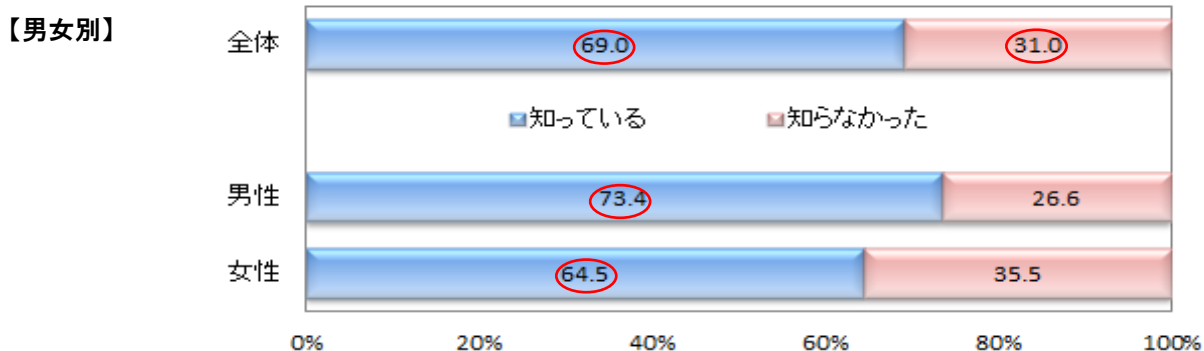 【男女別】
全体 69.0 31.0
知っている 知らなかった
男性 73.4 26.6
女性 64.5 35.5
0% 20% 40% 60% 80% 100%